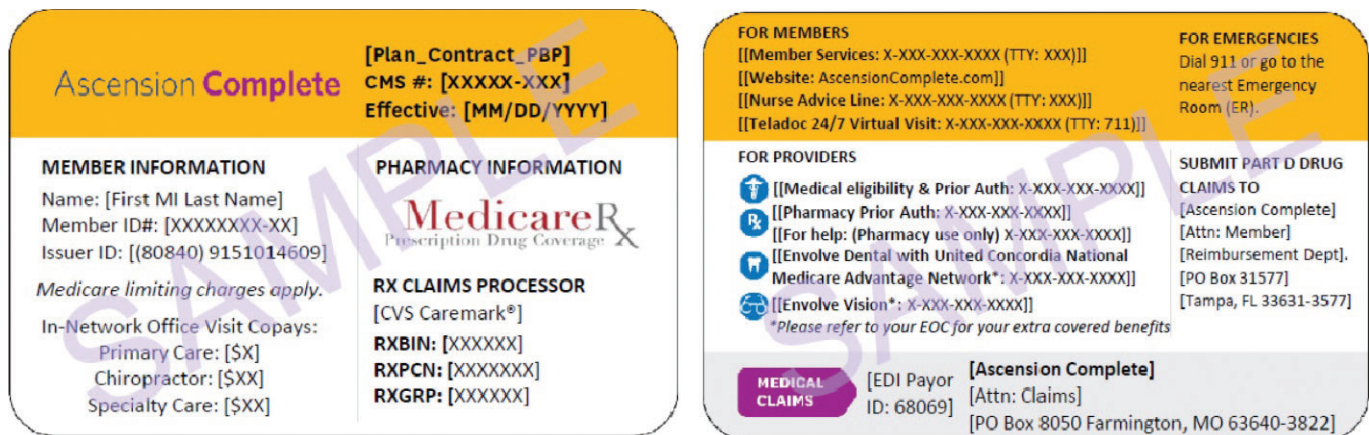 Ascension Complete
[Plan_Contract_PBP]
CMS #: [XXXXX-XXX]
Effective: [MM/DD/YYYY]
MEMBER INFORMATION
Name: [First MI Last Name]
Member ID#: [XXXXXXXX-XX]
Issuer ID: [(80840) 9151014609]
Medicare limiting charges apply.
In-Network Office Visit Copays:
Primary Care: [$X]
Chiropractor: [$XX]
Specialty Care: [$XX]
PHARMACY INFORMATION
MedicareRx
Prescription Drug Coverage
RX CLAIMS PROCESSOR
[CVS Caremark®]
RXBIN: [XXXXXX]
RXPCN: [XXXXXXX]
RXGRP: [XXXXXX]
SAMPLE
FOR MEMBERS
[[Member Services: X-XXX-XXX-XXXX (TTY: XXX)]]
[[Website: AscensionComplete.com]]
[[Nurse Advice Line: X-XXX-XXX-XXXX (TTY: XXX)]]
[[Teladoc 24/7 Virtual Visit: X-XXX-XXX-XXXX (TTY: 711)]]
FOR EMERGENCIES
Dial 911 or go to the
nearest Emergency
Room (ER).
FOR PROVIDERS
[[Medical eligibility & Prior Auth: X-XXX-XXX-XXXX]]
Rx
[[Pharmacy Prior Auth: X-XXX-XXX-XXXX]]
[[For help: (Pharmacy use only) X-XXX-XXX-XXXX]]
[[Envolve Dental with United Concordia National
Medicare Advantage Network*: X-XXX-XXX-XXXX]]
[[Envolve Vision*: X-XXX-XXX-XXXX]]
*Please refer to your EOC for your extra covered benefits
SUBMIT PART D DRUG
CLAIMS TO
[Ascension Complete]
[Attn: Member]
[Reimbursement Dept].
[PO Box 31577]
[Tampa, FL 33631-3577]
MEDICAL
CLAIMS
[EDI Payor
ID: 68069]
[Ascension Complete]
[Attn: Claims]
[PO Box 8050 Farmington, MO 63640-3822]
SAMPLE